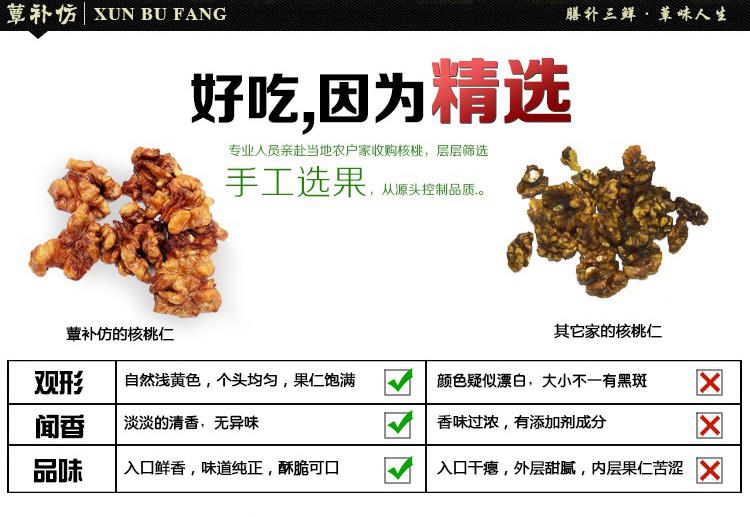 蕈补仿 XUN BU FANG
膳补三鲜·蕈味人生
好吃,因为精选
专业人员亲赴当地农户家收购核桃，层层筛选
手工选果，从源头控制品质.。
蕈补仿的核桃仁
其它家的核桃仁
观形 自然浅黄色，个头均匀，果仁饱满 颜色疑似漂白，大小不一有黑斑
闻香 淡淡的清香，无异味 香味过浓，有添加剂成分
品味 入口鲜香，味道纯正，酥脆可口 入口干瘪，外层甜腻，内层果仁苦涩